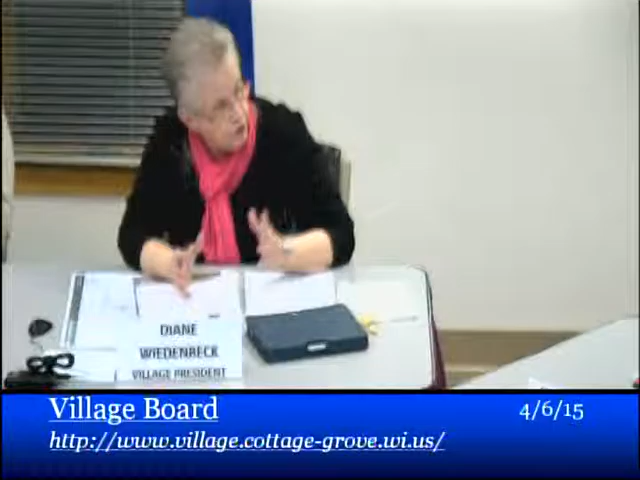 DIANE
WIEDENBECK
VILLAGE PRESIDENT
Village Board
4/6/15
http://www.village.cottage-grove.wi.us/